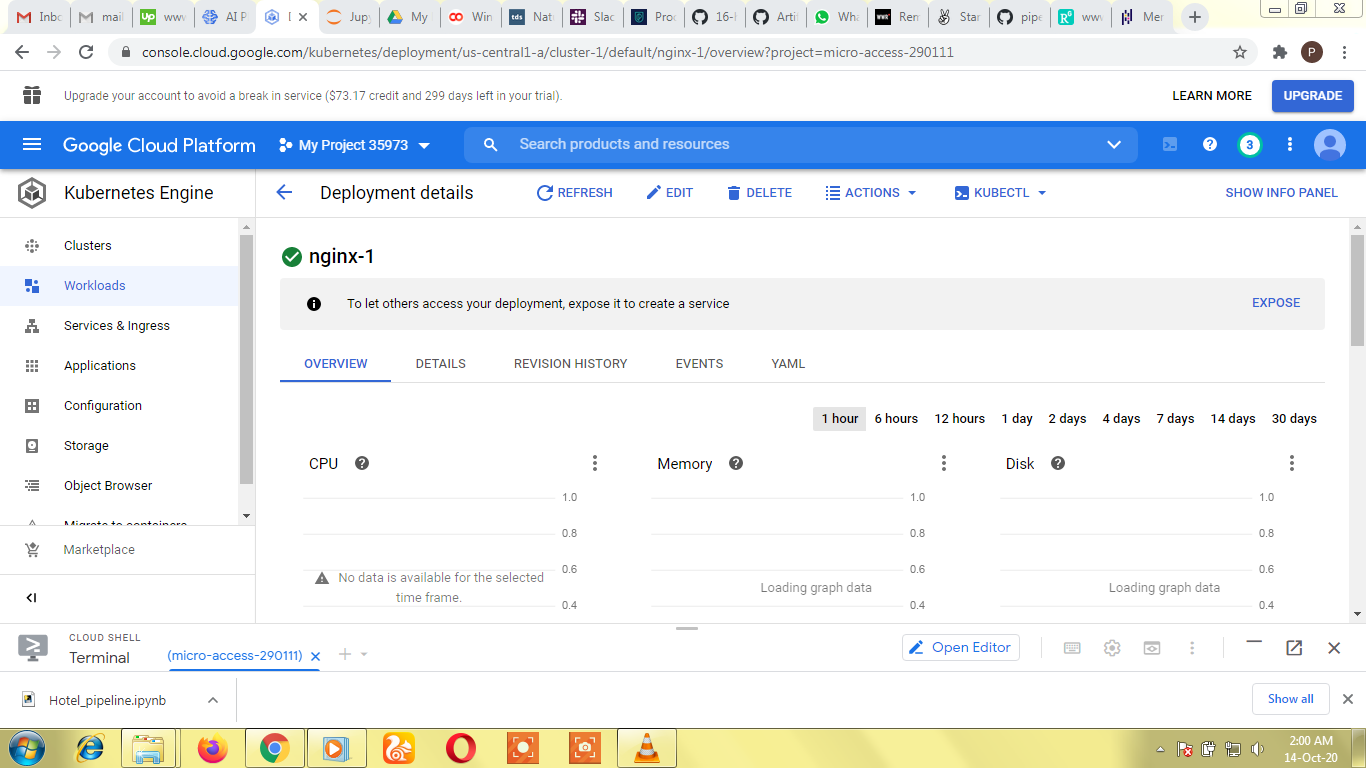 Inbo
mail
www
AI P
D
Jup
My
Win
Nat
Slac
Proc
16-
Arti
Wha
Rem
Star
pipe
www
Mer
console.cloud.google.com/kubernetes/deployment/us-central1-a/cluster-1/default/nginx-1/overview?project=micro-access-290111
P
Upgrade your account to avoid a break in service ($73.17 credit and 299 days left in your trial).
LEARN MORE
UPGRADE
Google Cloud Platform
My Project 35973
Search products and resources
3
Kubernetes Engine
Deployment details
REFRESH
EDIT
DELETE
ACTIONS
KUBECTL
SHOW INFO PANEL
Clusters
Workloads
Services & Ingress
Applications
Configuration
Storage
Object Browser
Migrate to containers
Marketplace
nginx-1
To let others access your deployment, expose it to create a service
EXPOSE
OVERVIEW
DETAILS
REVISION HISTORY
EVENTS
YAML
1 hour
6 hours
12 hours
1 day
2 days
4 days
7 days
14 days
30 days
CPU
1.0
0.8
0.6
0.4
No data is available for the selected
time frame.
Memory
1.0
0.8
0.6
0.4
Loading graph data
Disk
1.0
0.8
0.6
0.4
Loading graph data
CLOUD SHELL
Terminal
(micro-access-290111)
Open Editor
Hotel_pipeline.ipynb
Show all
2:00 AM
14-Oct-20